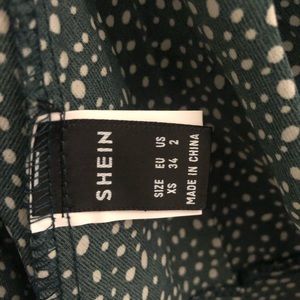 SHEIN
SIZE EU US
XS 34 2
MADE IN CHINA